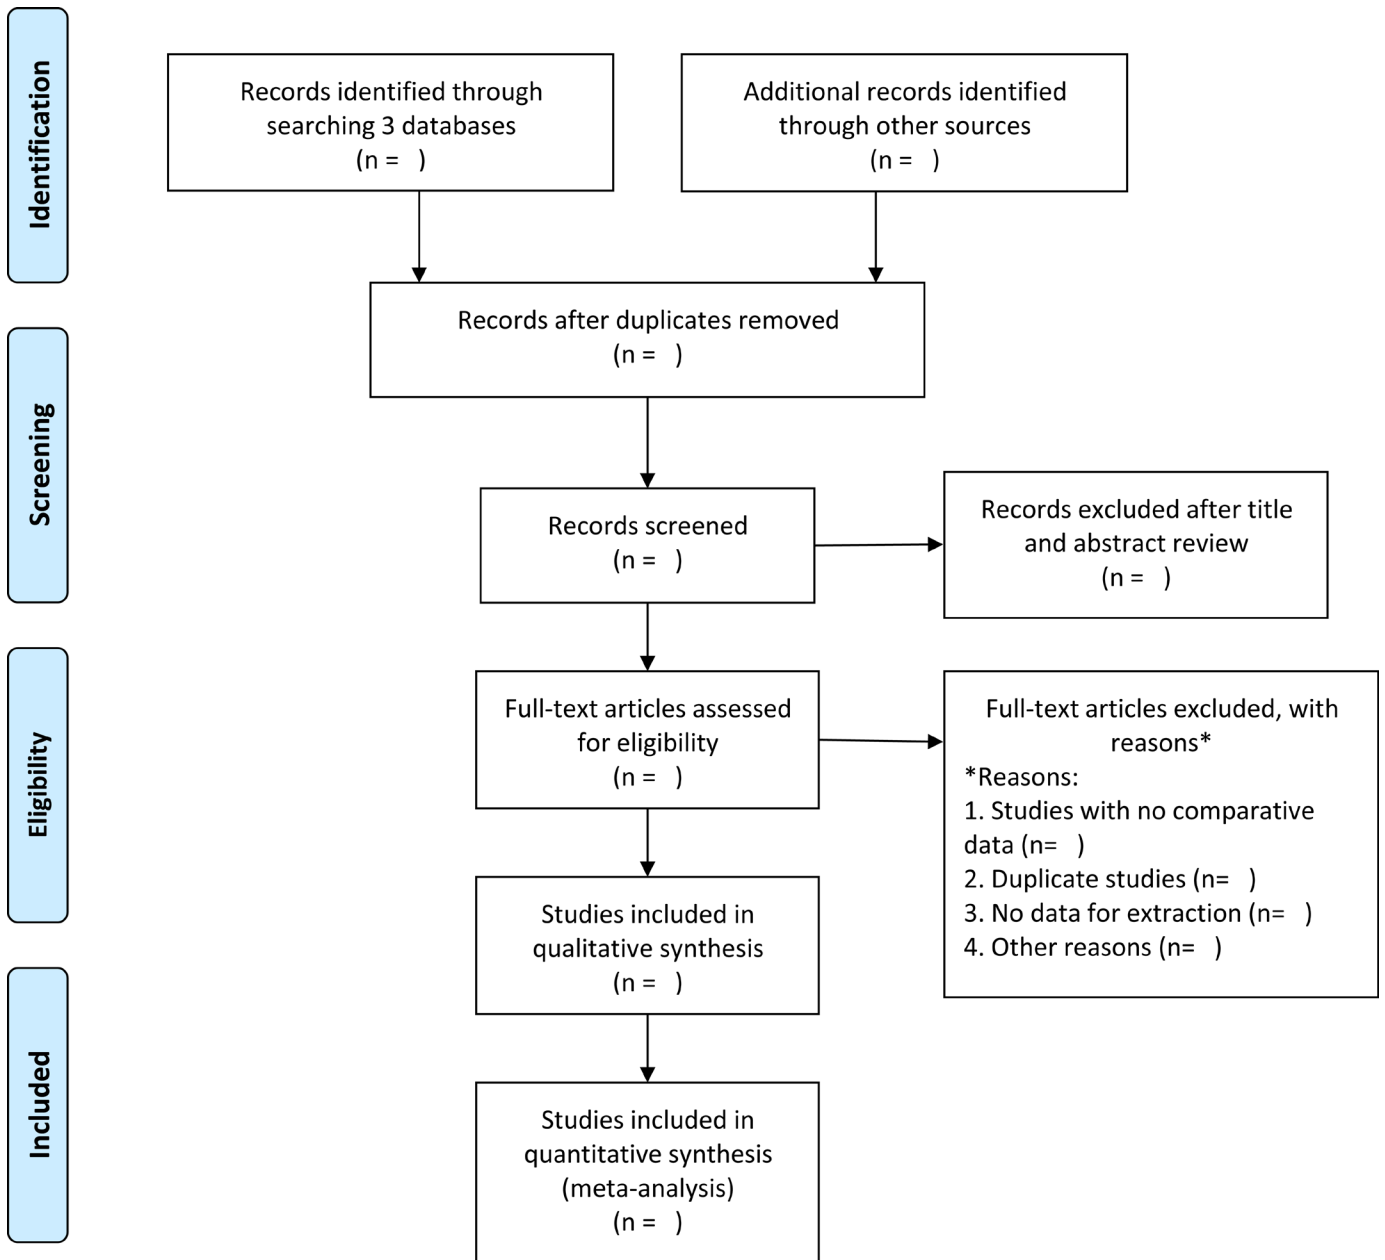 Identification
Records identified through
searching 3 databases
(n =   )
Additional records identified
through other sources
(n =   )
Records after duplicates removed
(n =   )
Screening
Records screened
(n =   )
Records excluded after title
and abstract review
(n =   )
Eligibility
Full-text articles assessed
for eligibility
(n =   )
Full-text articles excluded, with
reasons*
*Reasons:
1. Studies with no comparative
data (n=   )
2. Duplicate studies (n=   )
3. No data for extraction (n=   )
4. Other reasons (n=   )
Studies included in
qualitative synthesis
(n =   )
Included
Studies included in
quantitative synthesis
(meta-analysis)
(n =   )